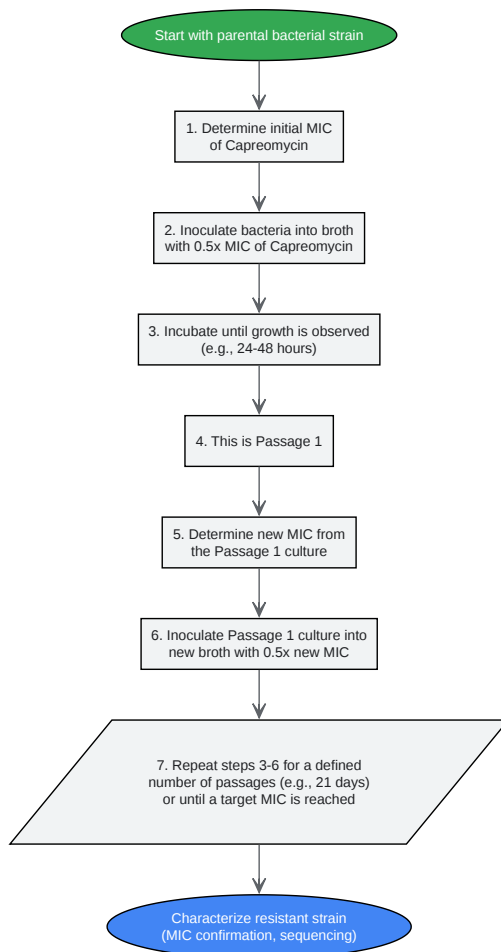 Start with parental bacterial strain
1. Determine initial MIC
of Capreomycin
2. Inoculate bacteria into broth
with 0.5x MIC of Capreomycin
3. Incubate until growth is observed
(e.g., 24-48 hours)
4. This is Passage 1
5. Determine new MIC from
the Passage 1 culture
6. Inoculate Passage 1 culture into
new broth with 0.5x new MIC
7. Repeat steps 3-6 for a defined
number of passages (e.g., 21 days)
or until a target MIC is reached
Characterize resistant strain
(MIC confirmation, sequencing)